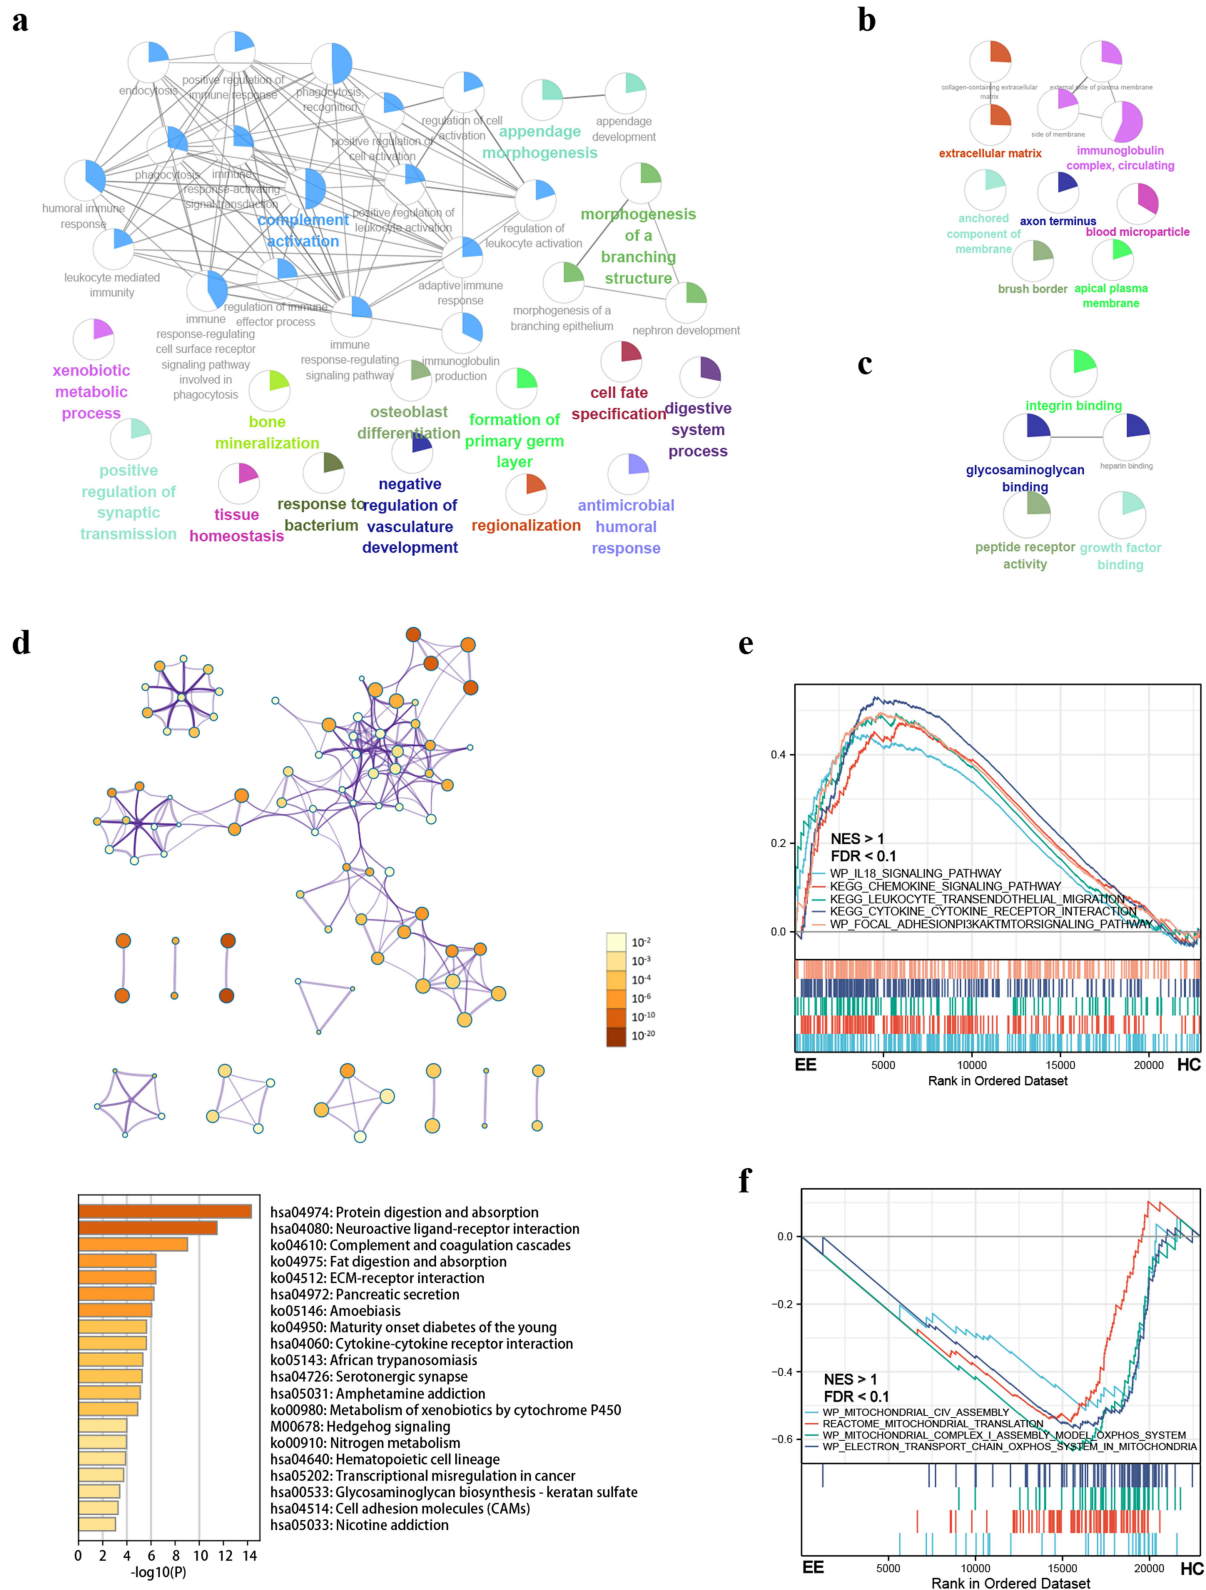 a
endocytosis
positive regulation of
immune response
phagocytosis,
recognition
regulation of cell
activation
appendage
morphogenesis
appendage
development
positive regulation of
cell activation
phagocytosis
immune
response-activating
signal transduction
humoral immune
response
complement
activation
positive regulation of
leukocyte activation
regulation of
leukocyte activation
morphogenesis
of a
branching
structure
leukocyte mediated
immunity
adaptive immune
response
regulation of immune
effector process
morphogenesis of a
branching epithelium
nephron development
immune
response-regulating
cell surface receptor
signaling pathway
involved in
phagocytosis
immune
response-regulating
signaling pathway
immunoglobulin
production
xenobiotic
metabolic
process
bone
mineralization
osteoblast
differentiation
formation of
primary germ
layer
cell fate
specification
digestive
system
process
positive
regulation of
synaptic
transmission
tissue
homeostasis
response to
bacterium
negative
regulation of
vasculature
development
regionalization
antimicrobial
humoral
response
b
collagen-containing extracellular
matrix
external side of plasma membrane
side of membrane
extracellular matrix
immunoglobulin
complex, circulating
anchored
component of
membrane
axon terminus
blood microparticle
brush border
apical plasma
membrane
c
integrin binding
glycosaminoglycan
binding
heparin binding
peptide receptor
activity
growth factor
binding
d
10-2
10-3
10-4
10-6
10-10
10-20
hsa04974: Protein digestion and absorption
hsa04080: Neuroactive ligand-receptor interaction
ko04610: Complement and coagulation cascades
ko04975: Fat digestion and absorption
ko04512: ECM-receptor interaction
hsa04972: Pancreatic secretion
ko05146: Amoebiasis
ko04950: Maturity onset diabetes of the young
hsa04060: Cytokine-cytokine receptor interaction
ko05143: African trypanosomiasis
hsa04726: Serotonergic synapse
hsa05031: Amphetamine addiction
ko00980: Metabolism of xenobiotics by cytochrome P450
M00678: Hedgehog signaling
ko00910: Nitrogen metabolism
hsa04640: Hematopoietic cell lineage
hsa05202: Transcriptional misregulation in cancer
hsa00533: Glycosaminoglycan biosynthesis - keratan sulfate
hsa04514: Cell adhesion molecules (CAMs)
hsa05033: Nicotine addiction
0 2 4 6 8 10 12 14
-log10(P)
e
0.4
0.2
0.0
NES > 1
FDR < 0.1
WP_IL18_SIGNALING_PATHWAY
KEGG_CHEMOKINE_SIGNALING_PATHWAY
KEGG_LEUKOCYTE_TRANSENDOTHELIAL_MIGRATION
KEGG_CYTOKINE_CYTOKINE_RECEPTOR_INTERACTION
WP_FOCAL_ADHESIONPI3KAKTMTORSIGNALING_PATHWAY
EE 5000 10000 15000 20000 HC
Rank in Ordered Dataset
f
0.0
−0.2
−0.4
−0.6
NES > 1
FDR < 0.1
WP_MITOCHONDRIAL_CIV_ASSEMBLY
REACTOME_MITOCHONDRIAL_TRANSLATION
WP_MITOCHONDRIAL_COMPLEX_I_ASSEMBLY_MODEL_OXPHOS_SYSTEM
WP_ELECTRON_TRANSPORT_CHAIN_OXPHOS_SYSTEM_IN_MITOCHONDRIA
EE 5000 10000 15000 20000 HC
Rank in Ordered Dataset